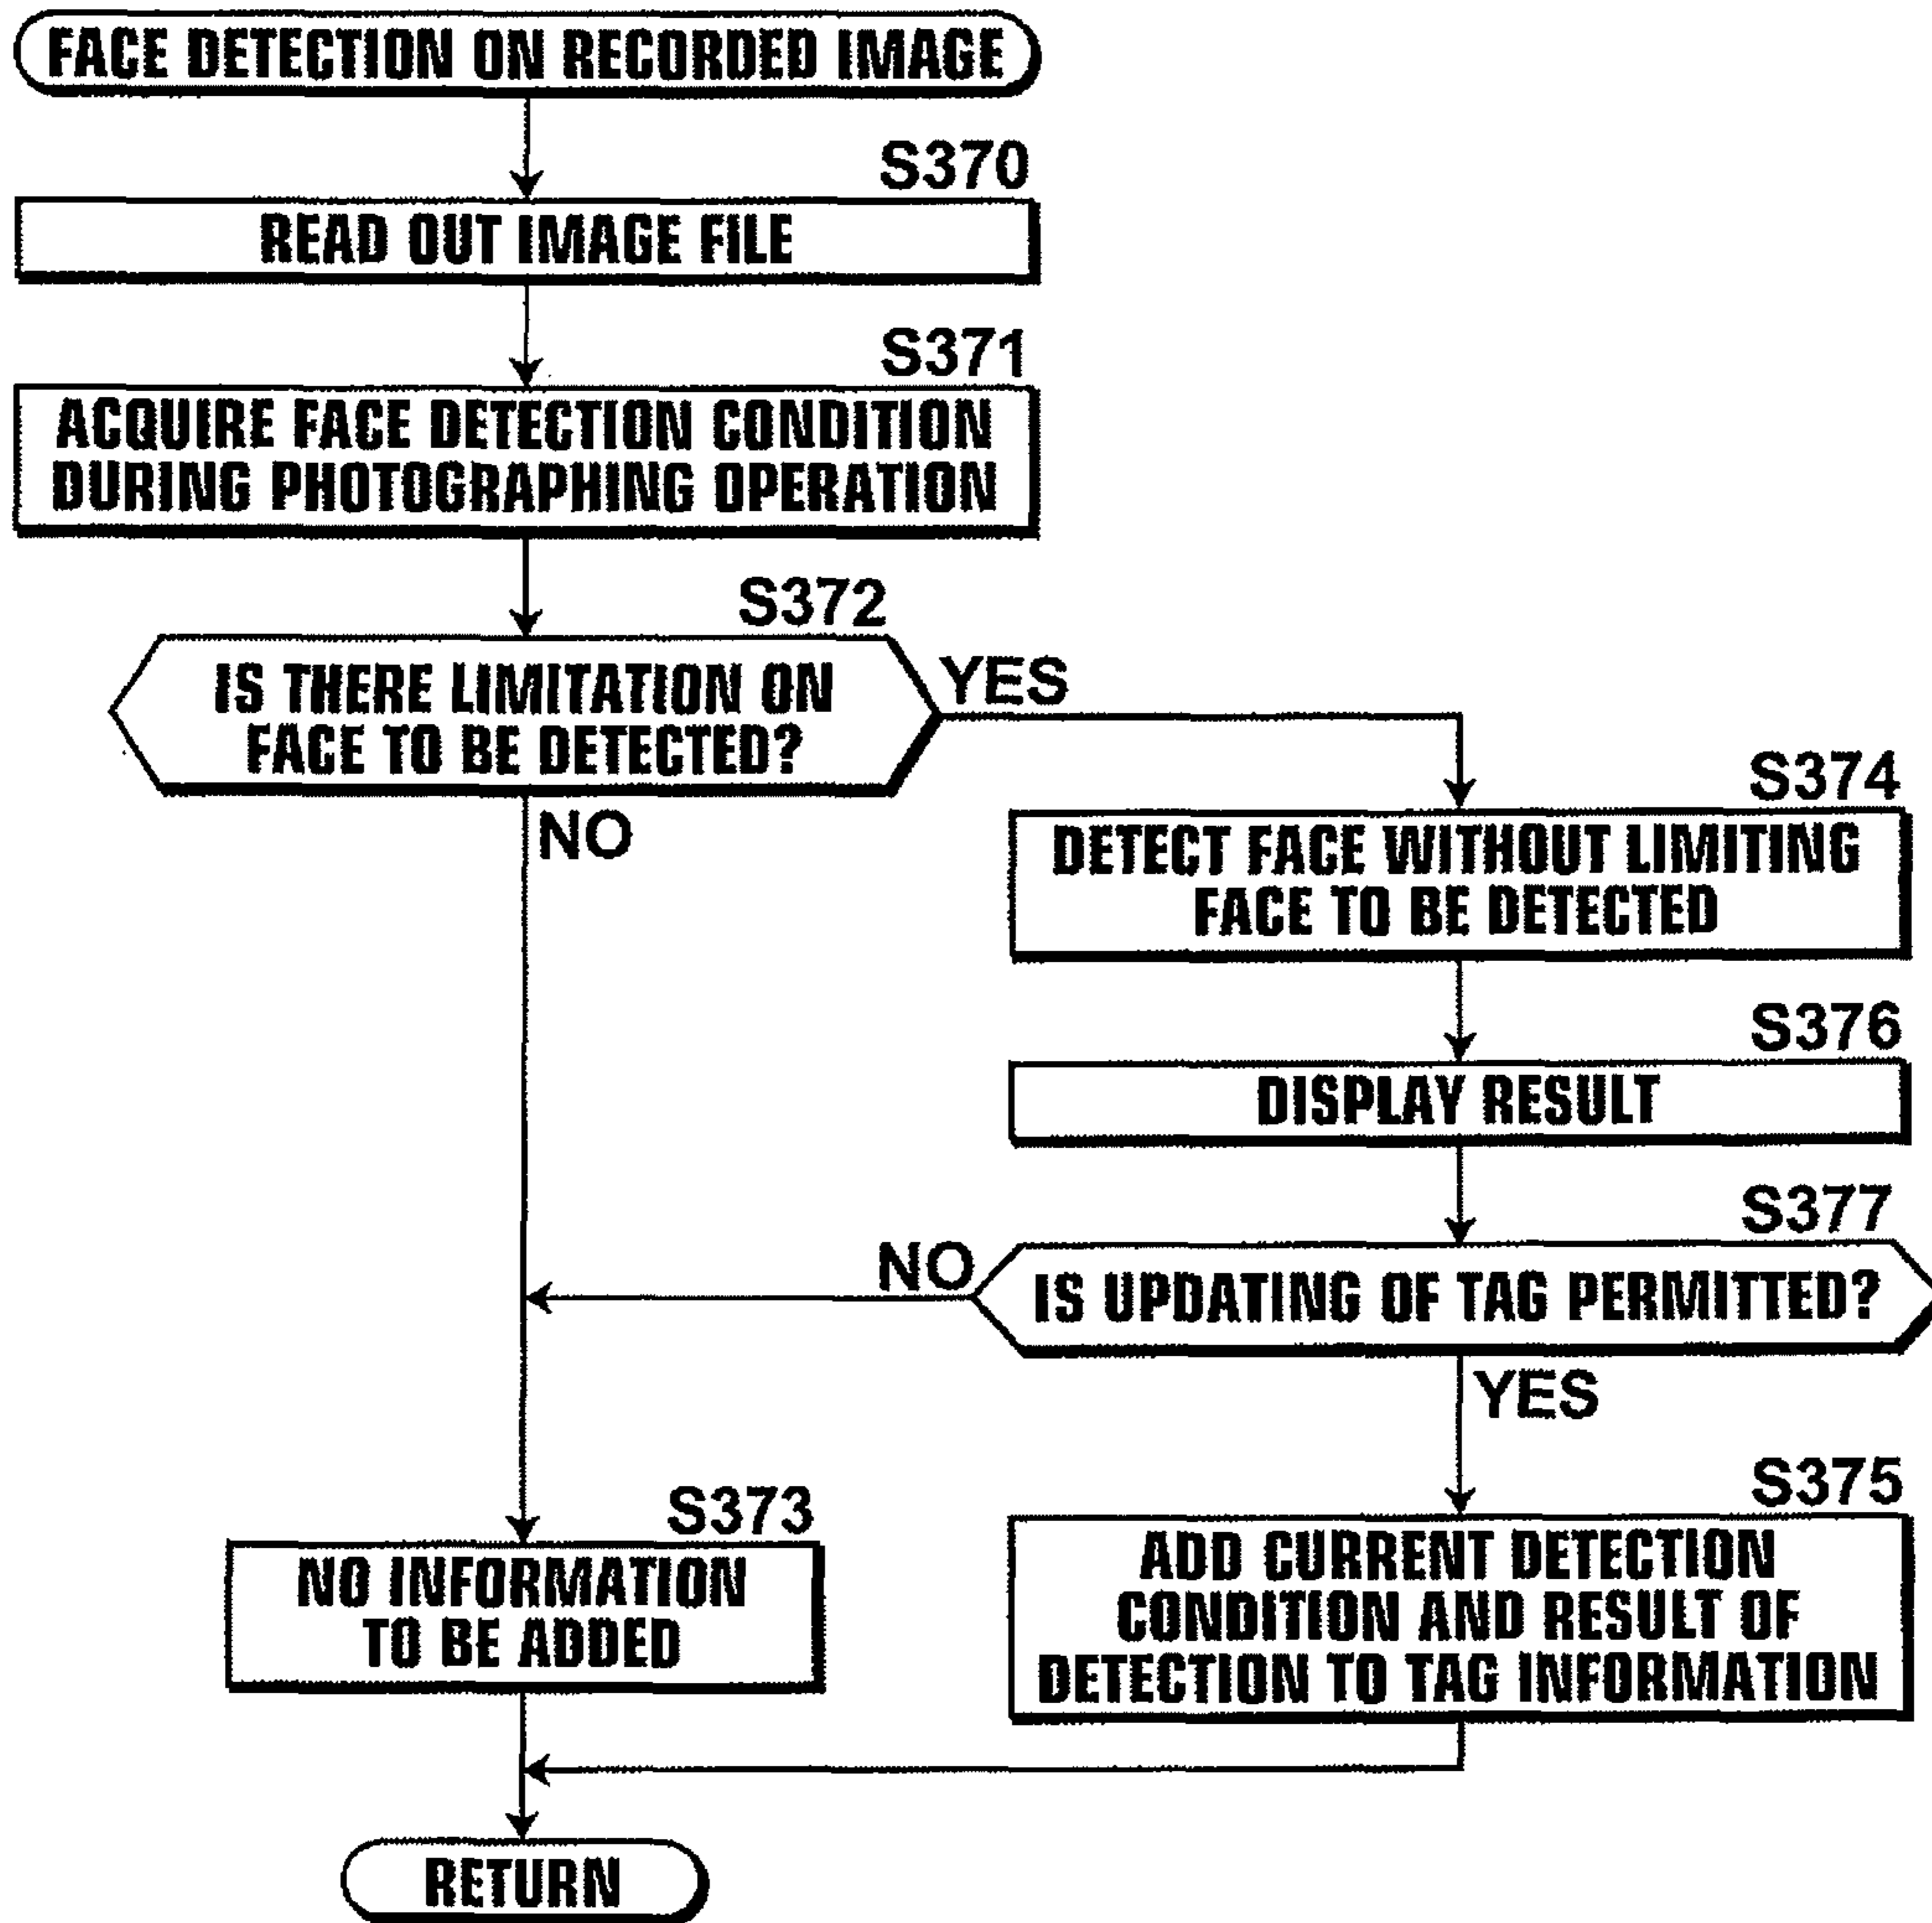 FACE DETECTION ON RECORDED IMAGE
S370
READ OUT IMAGE FILE
S371
ACQUIRE FACE DETECTION CONDITION
DURING PHOTOGRAPHING OPERATION
S372
IS THERE LIMITATION ON
FACE TO BE DETECTED?
YES
NO
S374
DETECT FACE WITHOUT LIMITING
FACE TO BE DETECTED
S376
DISPLAY RESULT
S377
IS UPDATING OF TAG PERMITTED?
NO
YES
S373
NO INFORMATION
TO BE ADDED
S375
ADD CURRENT DETECTION
CONDITION AND RESULT OF
DETECTION TO TAG INFORMATION
RETURN